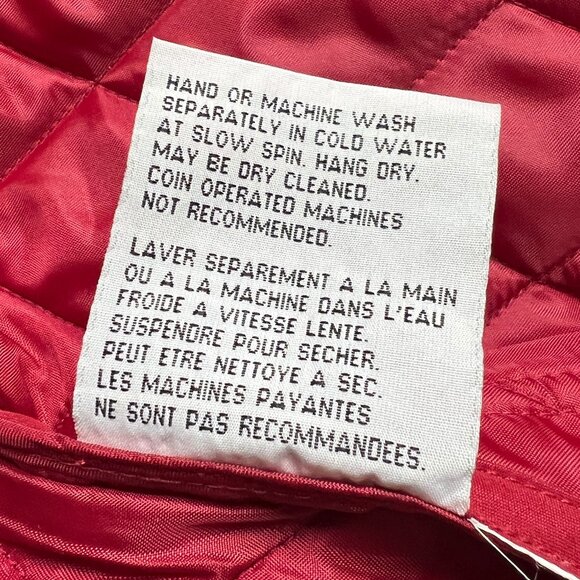 HAND OR MACHINE WASH
SEPARATELY IN COLD WATER
AT SLOW SPIN. HANG DRY.
MAY BE DRY CLEANED.
COIN OPERATED MACHINES
NOT RECOMMENDED.
LAVER SEPAREMENT A LA MAIN
OU A LA MACHINE DANS L'EAU
FROIDE A VITESSE LENTE.
SUSPENDRE POUR SECHER.
PEUT ETRE NETTOYE A SEC.
LES MACHINES PAYANTES
NE SONT PAS RECOMMANDEES.